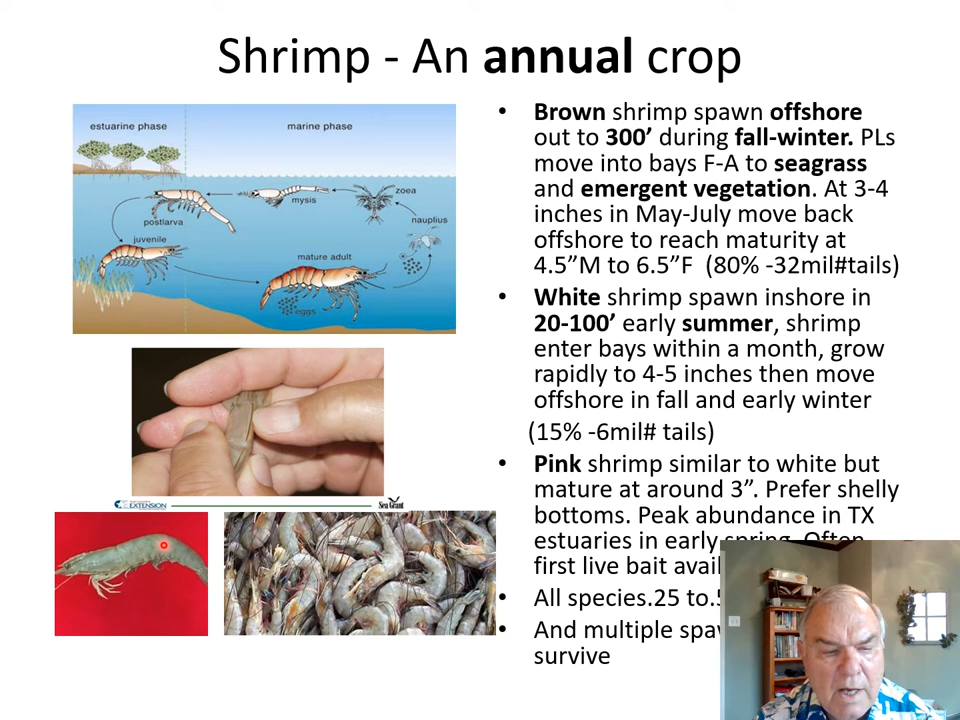 Shrimp - An annual crop
estuarine phase
marine phase
zoea
mysis
nauplius
postlarva
juvenile
mature adult
eggs
EXTENSION
Sea Grant
• Brown shrimp spawn offshore
out to 300’ during fall-winter. PLs
move into bays F-A to seagrass
and emergent vegetation. At 3-4
inches in May-July move back
offshore to reach maturity at
4.5”M to 6.5”F (80% -32mil#tails)
• White shrimp spawn inshore in
20-100’ early summer, shrimp
enter bays within a month, grow
rapidly to 4-5 inches then move
offshore in fall and early winter
(15% -6mil# tails)
• Pink shrimp similar to white but
mature at around 3”. Prefer shelly
bottoms. Peak abundance in TX
estuaries in early spring. Often
first live bait
• All species.25 to
• And multiple
survive